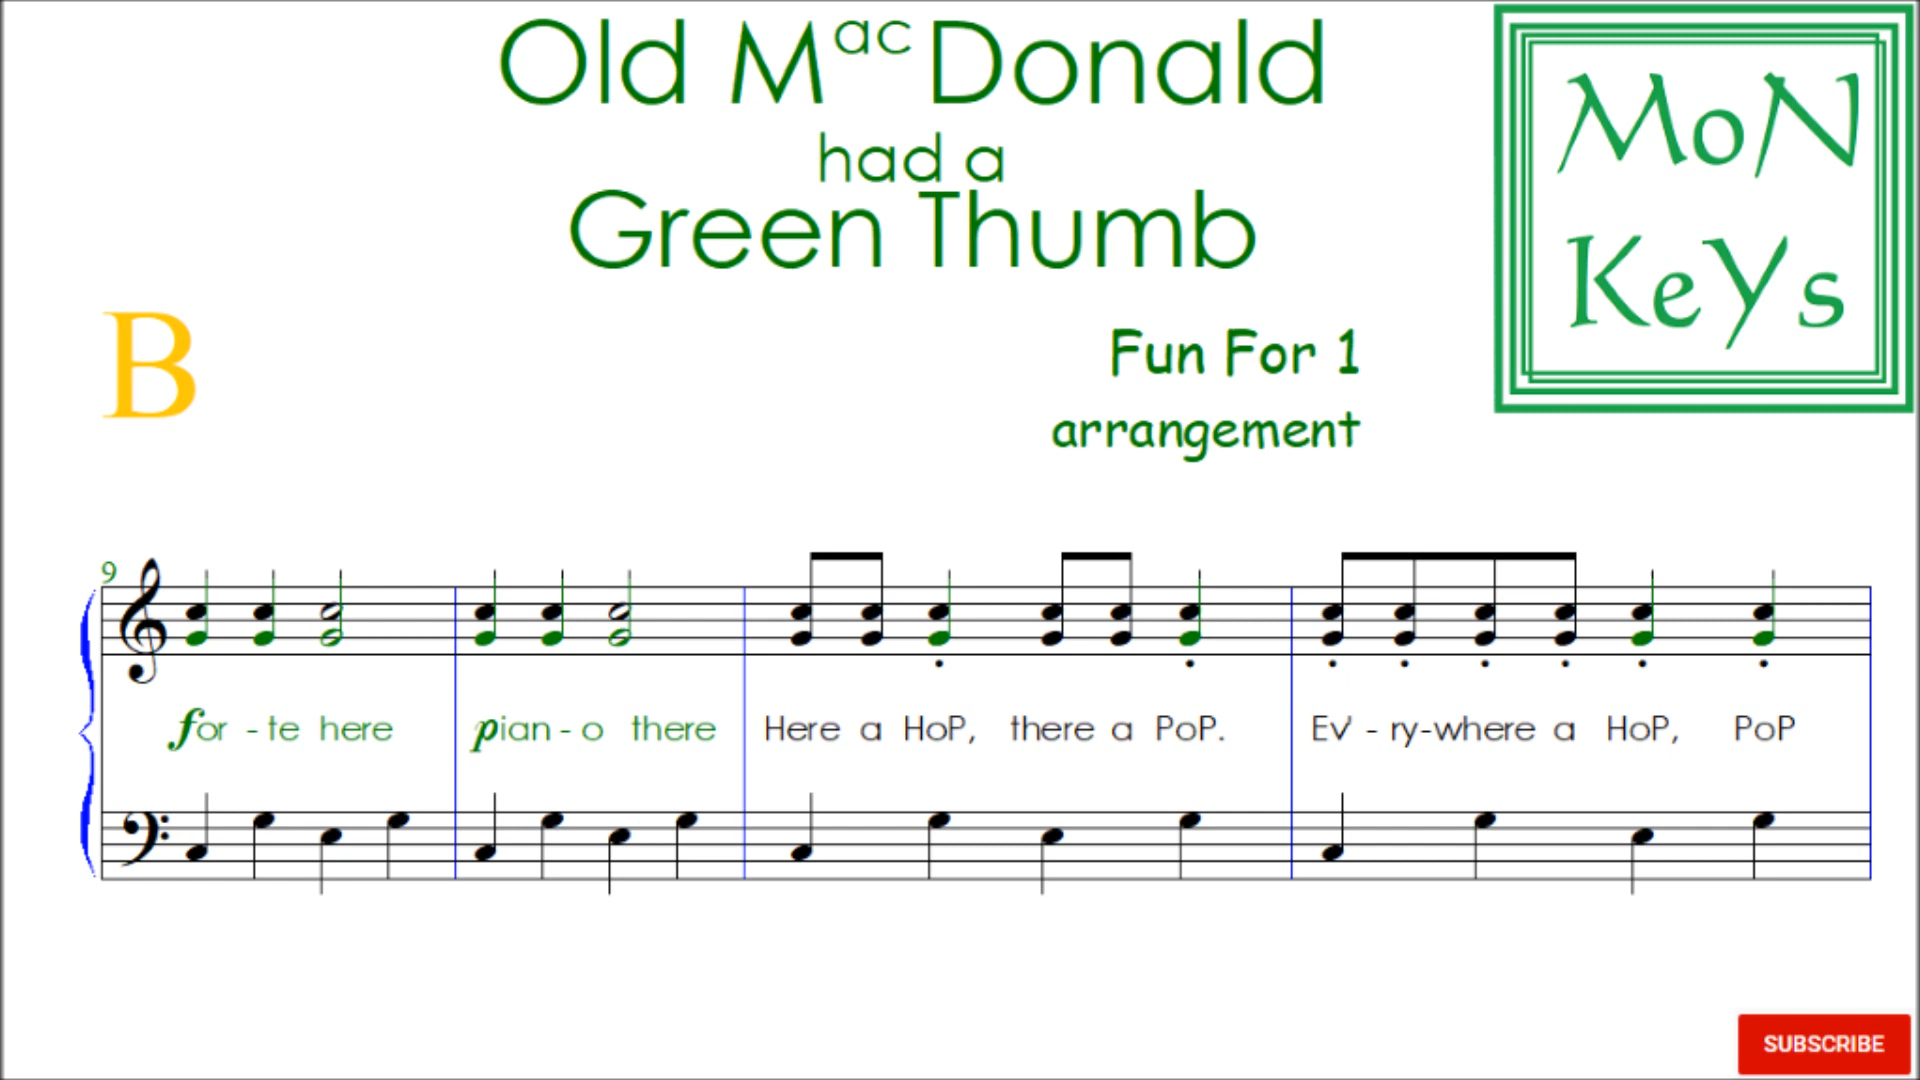 Old MacDonald
had a
Green Thumb
MoN
KeYs
B
Fun For 1
arrangement
9
for - te here pian - o there Here a HoP, there a PoP. Ev' - ry-where a HoP, PoP
SUBSCRIBE